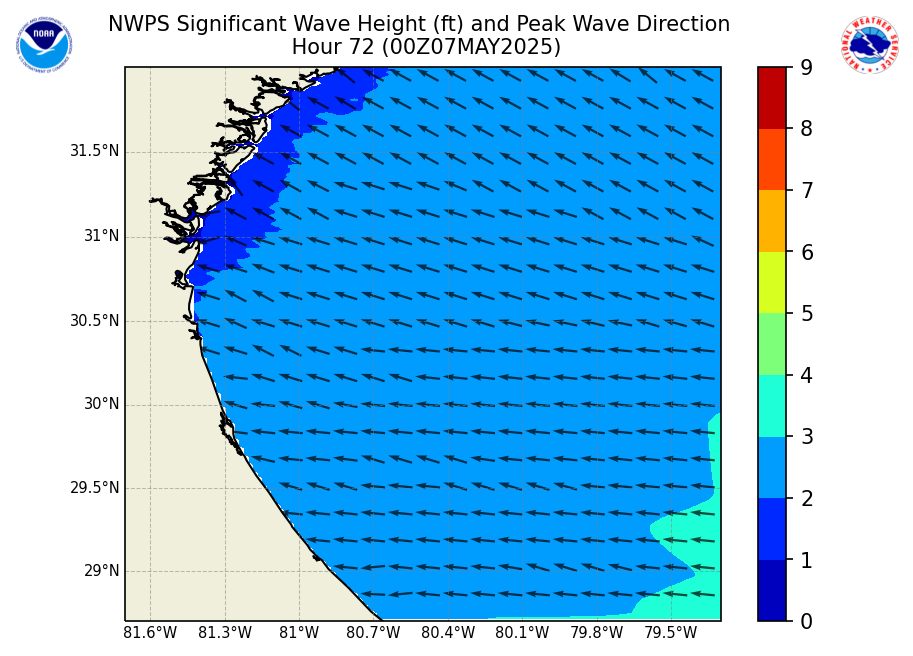 NWPS Significant Wave Height (ft) and Peak Wave Direction
Hour 72 (00Z07MAY2025)
NOAA
NATIONAL WEATHER SERVICE
31.5°N
31°N
30.5°N
30°N
29.5°N
29°N
81.6°W 81.3°W 81°W 80.7°W 80.4°W 80.1°W 79.8°W 79.5°W
9
8
7
6
5
4
3
2
1
0